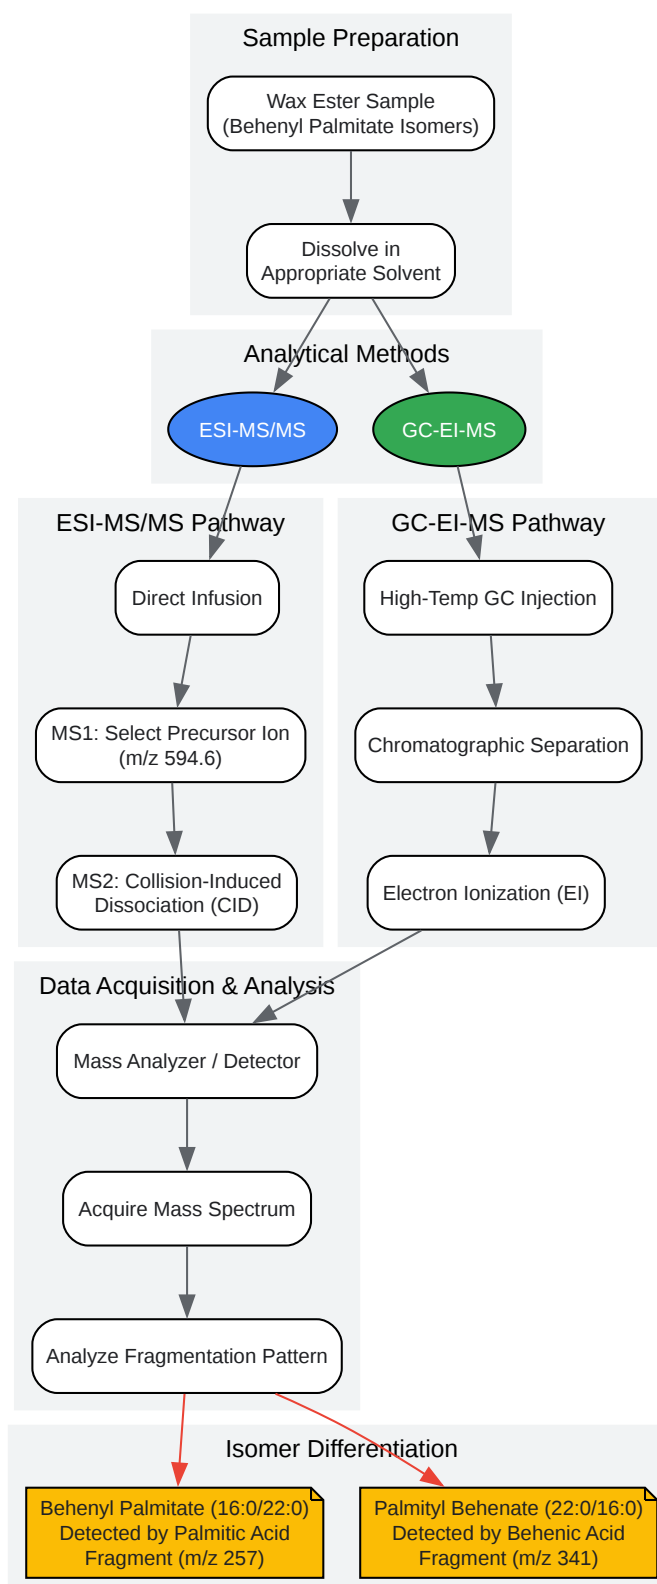 Sample Preparation
Wax Ester Sample
(Behenyl Palmitate Isomers)
Dissolve in
Appropriate Solvent
Analytical Methods
ESI-MS/MS
GC-EI-MS
ESI-MS/MS Pathway
Direct Infusion
MS1: Select Precursor Ion
(m/z 594.6)
MS2: Collision-Induced
Dissociation (CID)
GC-EI-MS Pathway
High-Temp GC Injection
Chromatographic Separation
Electron Ionization (EI)
Data Acquisition & Analysis
Mass Analyzer / Detector
Acquire Mass Spectrum
Analyze Fragmentation Pattern
Isomer Differentiation
Behenyl Palmitate (16:0/22:0)
Detected by Palmitic Acid
Fragment (m/z 257)
Palmityl Behenate (22:0/16:0)
Detected by Behenic Acid
Fragment (m/z 341)